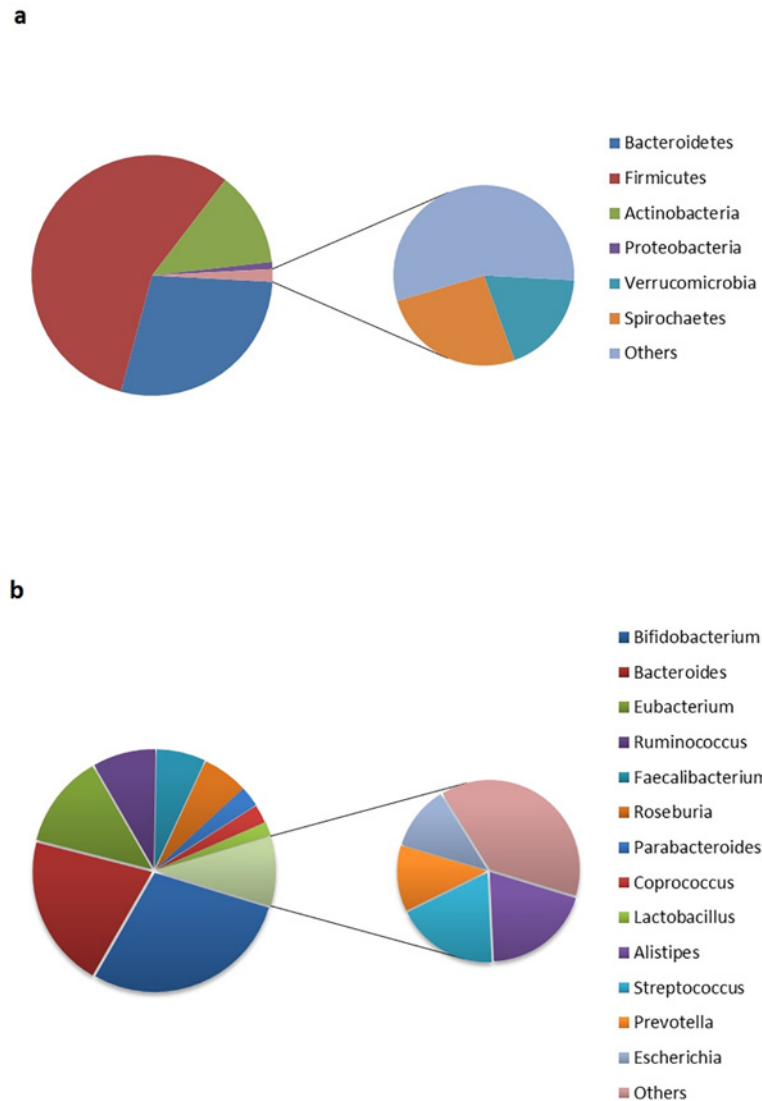 a
Bacteroidetes
Firmicutes
Actinobacteria
Proteobacteria
Verrucomicrobia
Spirochaetes
Others
b
Bifidobacterium
Bacteroides
Eubacterium
Ruminococcus
Faecalibacterium
Roseburia
Parabacteroides
Coprococcus
Lactobacillus
Alistipes
Streptococcus
Prevotella
Escherichia
Others